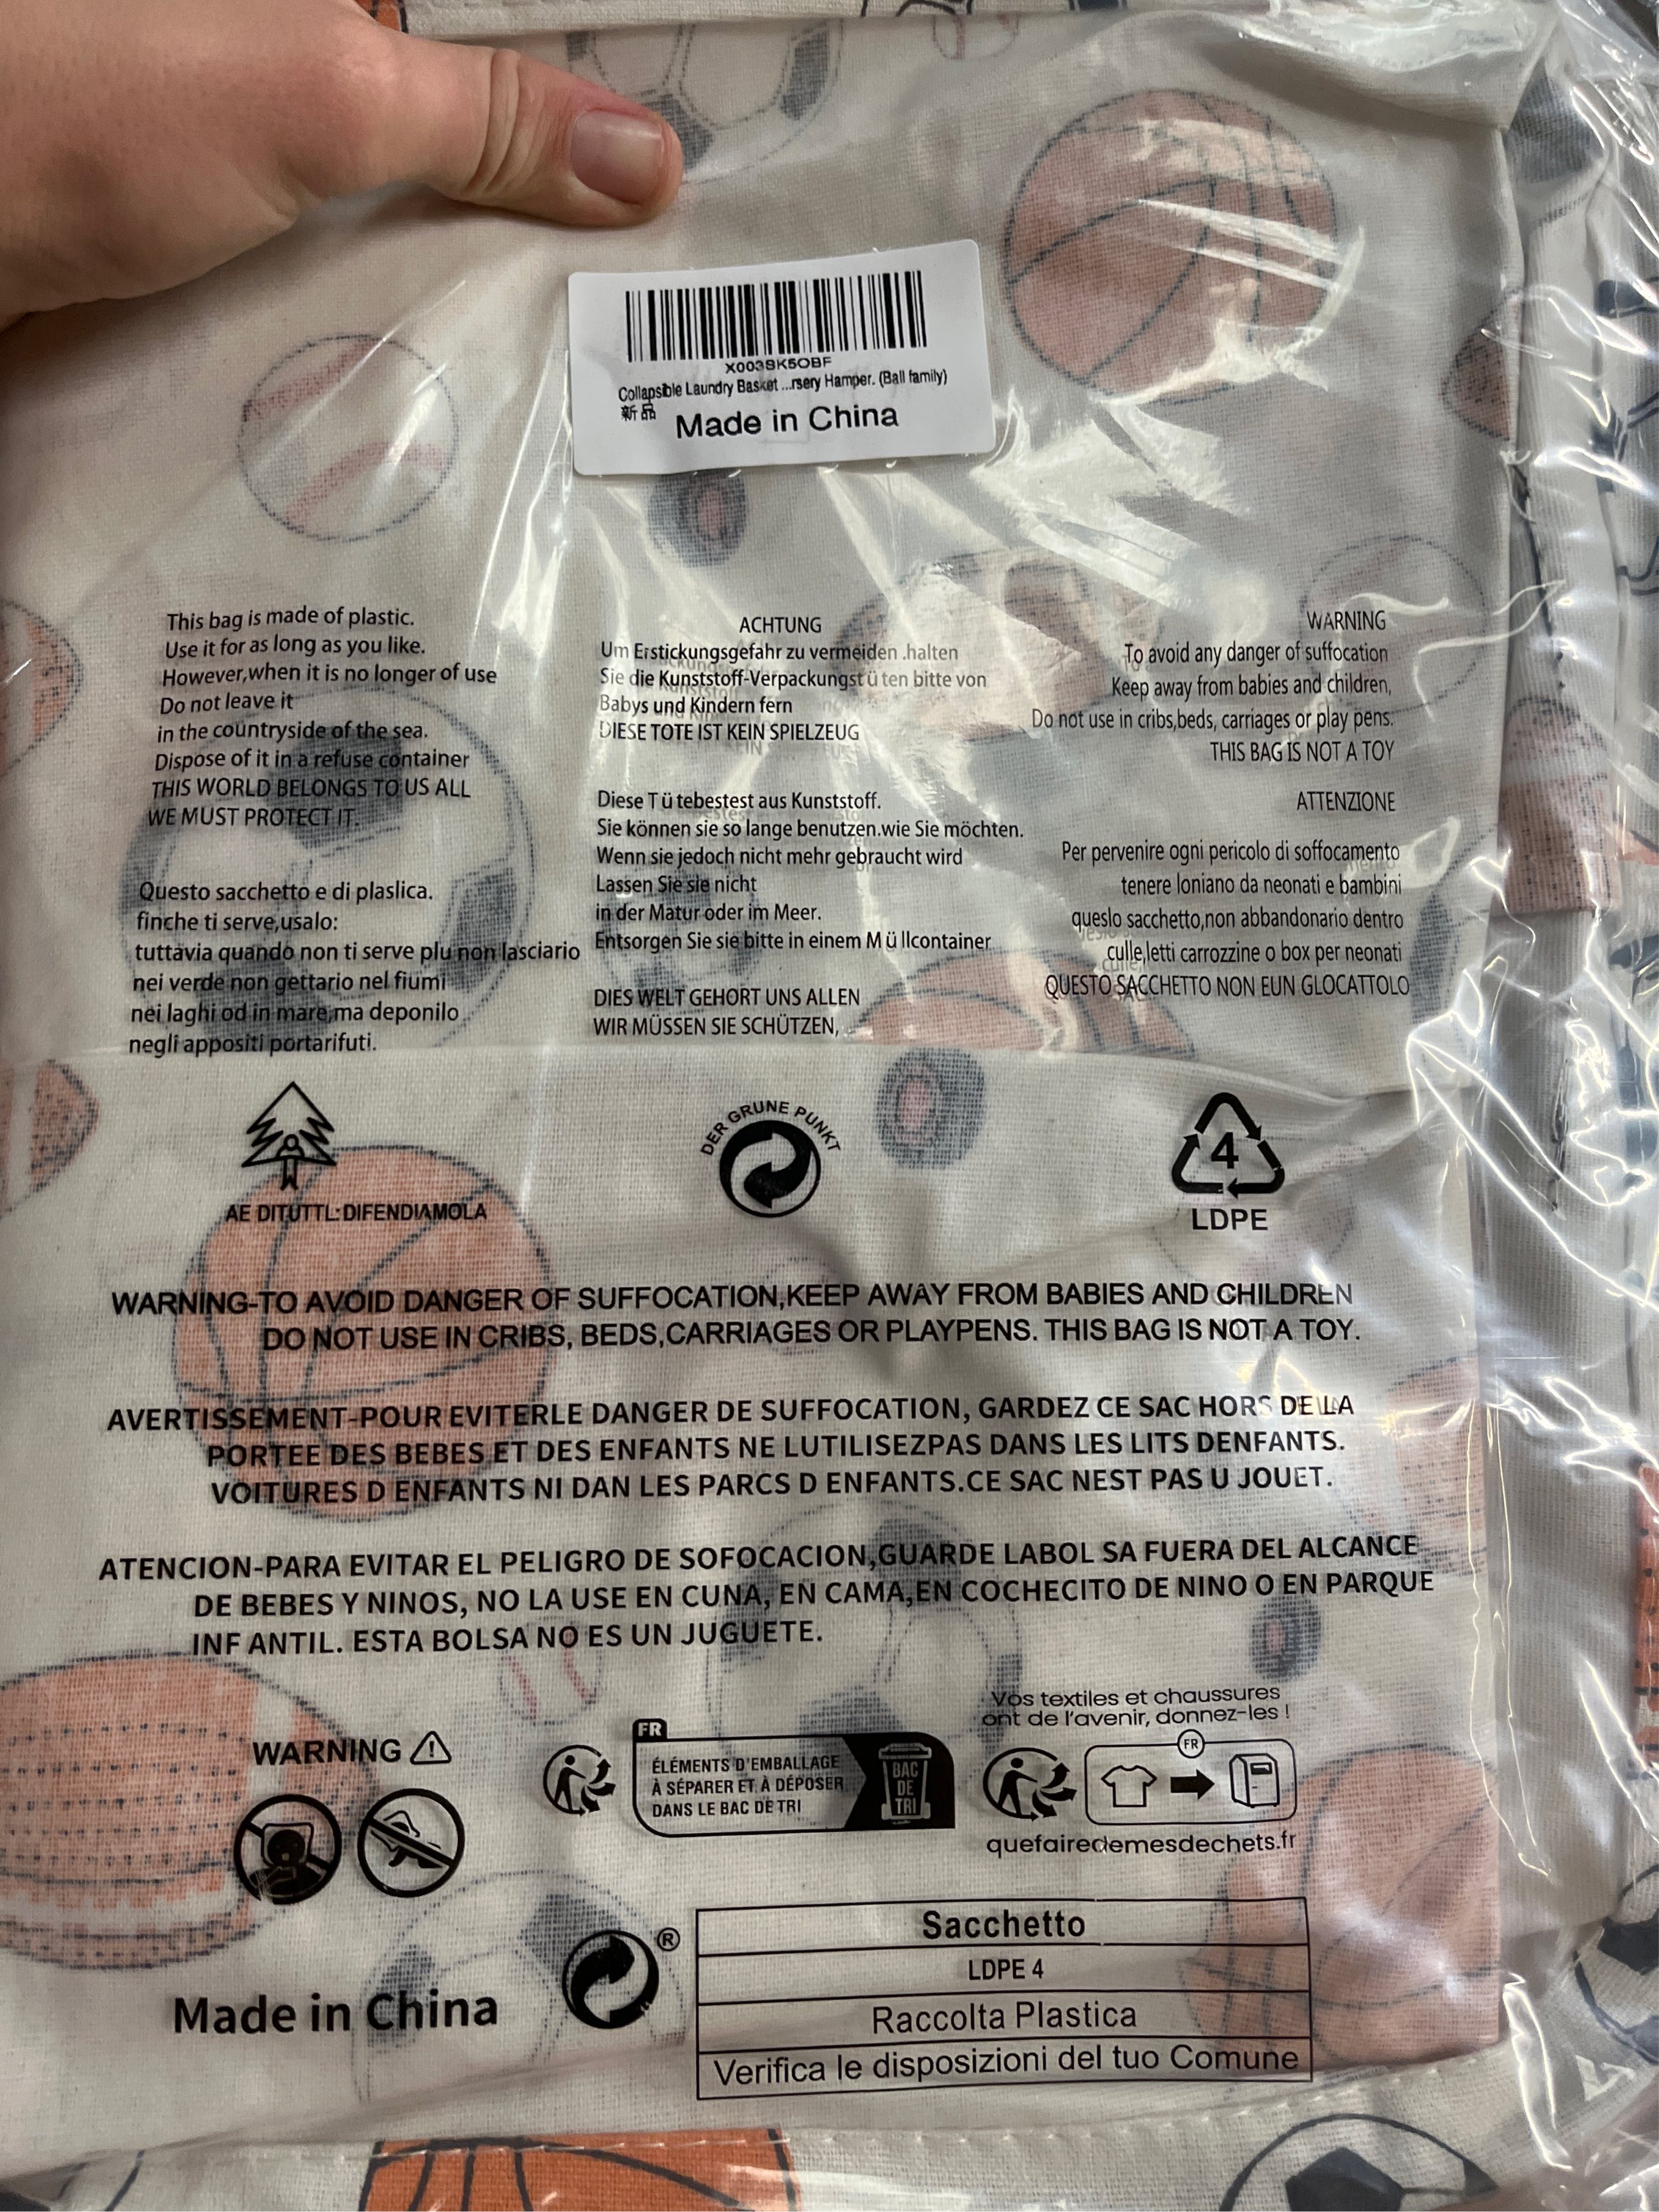 X0039K5OBF
Collapsible Laundry Basket ...rsery Hamper. (Ball family)
新品
Made in China
This bag is made of plastic.
Use it for as long as you like.
However,when it is no longer of use
Do not leave it
in the countryside of the sea.
Dispose of it in a refuse container
THIS WORLD BELONGS TO US ALL
WE MUST PROTECT IT.
Questo sacchetto e di plaslica.
finche ti serve,usalo:
tuttavia quando non ti serve plu non lasciario
nei verde non gettario nel fiumi
nei laghi od in mare,ma deponilo
negli appositi portarifuti.
ACHTUNG
Um Erstickungsgefahr zu vermeiden .halten
Sie die Kunststoff-Verpackungst ü ten bitte von
Babys und Kindern fern
DIESE TOTE IST KEIN SPIELZEUG
Diese T ü tebestest aus Kunststoff.
Sie können sie so lange benutzen.wie Sie möchten.
Wenn sie jedoch nicht mehr gebraucht wird
Lassen Sie sie nicht
in der Matur oder im Meer.
Entsorgen Sie sie bitte in einem M ü llcontainer
DIES WELT GEHORT UNS ALLEN
WIR MÜSSEN SIE SCHÜTZEN,
WARNING
To avoid any danger of suffocation
Keep away from babies and children,
Do not use in cribs,beds, carriages or play pens.
THIS BAG IS NOT A TOY
ATTENZIONE
Per pervenire ogni pericolo di soffocamento
tenere loniano da neonati e bambini
queslo sacchetto,non abbandonario dentro
culle,letti carrozzine o box per neonati
QUESTO SACCHETTO NON EUN GLOCATTOLO
AE DITUTTL:DIFENDIAMOLA
DER GRUNE PUNKT
4
LDPE
WARNING-TO AVOID DANGER OF SUFFOCATION,KEEP AWAY FROM BABIES AND CHILDREN
DO NOT USE IN CRIBS, BEDS,CARRIAGES OR PLAYPENS. THIS BAG IS NOT A TOY.
AVERTISSEMENT-POUR EVITERLE DANGER DE SUFFOCATION, GARDEZ CE SAC HORS DE LA
PORTEE DES BEBES ET DES ENFANTS NE LUTILISEZPAS DANS LES LITS DENFANTS.
VOITURES D ENFANTS NI DAN LES PARCS D ENFANTS.CE SAC NEST PAS U JOUET.
ATENCION-PARA EVITAR EL PELIGRO DE SOFOCACION,GUARDE LABOL SA FUERA DEL ALCANCE
DE BEBES Y NINOS, NO LA USE EN CUNA, EN CAMA,EN COCHECITO DE NINO O EN PARQUE
INF ANTIL. ESTA BOLSA NO ES UN JUGUETE.
WARNING
FR
ÉLÉMENTS D'EMBALLAGE
À SÉPARER ET À DÉPOSER
DANS LE BAC DE TRI
BAC
DE
TRI
Vos textiles et chaussures
ont de l'avenir, donnez-les !
FR
quefairedemesdechets.fr
Made in China
®
Sacchetto
LDPE 4
Raccolta Plastica
Verifica le disposizioni del tuo Comune